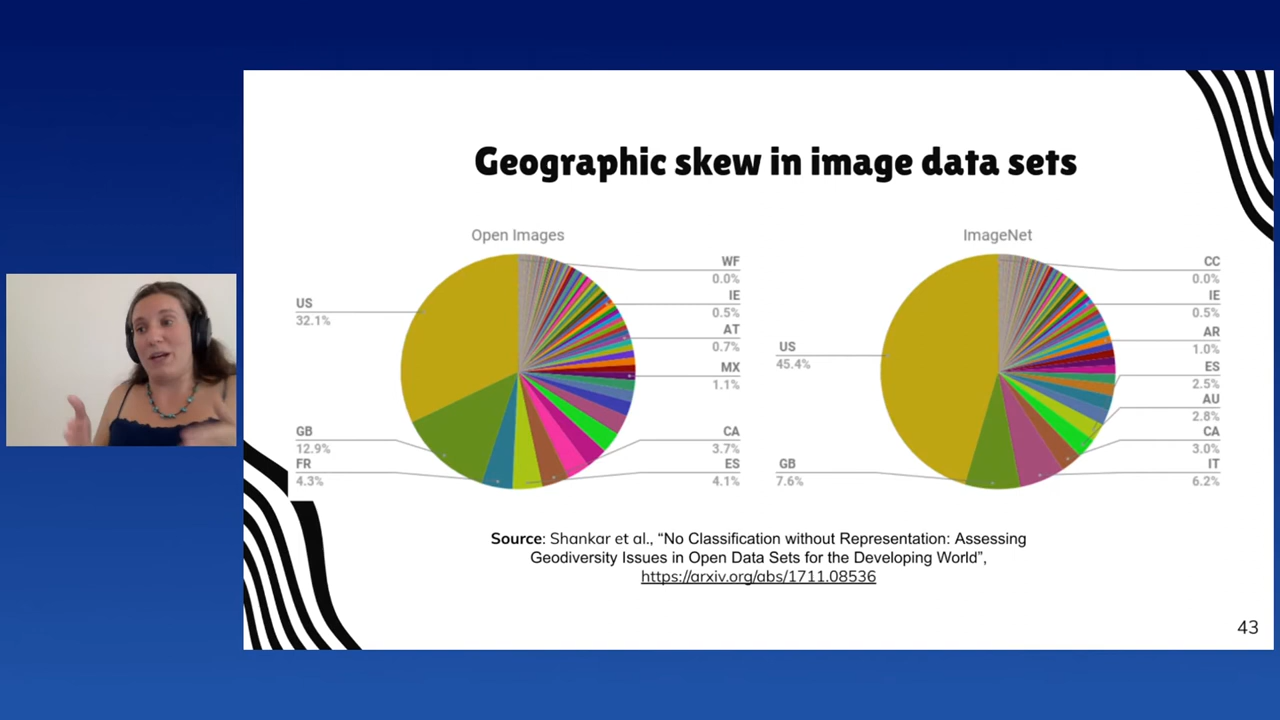 Geographic skew in image data sets
Open Images
US
32.1%
GB
12.9%
FR
4.3%
WF
0.0%
IE
0.5%
AT
0.7%
MX
1.1%
CA
3.7%
ES
4.1%
ImageNet
US
45.4%
GB
7.6%
CC
0.0%
IE
0.5%
AR
1.0%
ES
2.5%
AU
2.8%
CA
3.0%
IT
6.2%
Source: Shankar et al., “No Classification without Representation: Assessing
Geodiversity Issues in Open Data Sets for the Developing World”,
https://arxiv.org/abs/1711.08536
43